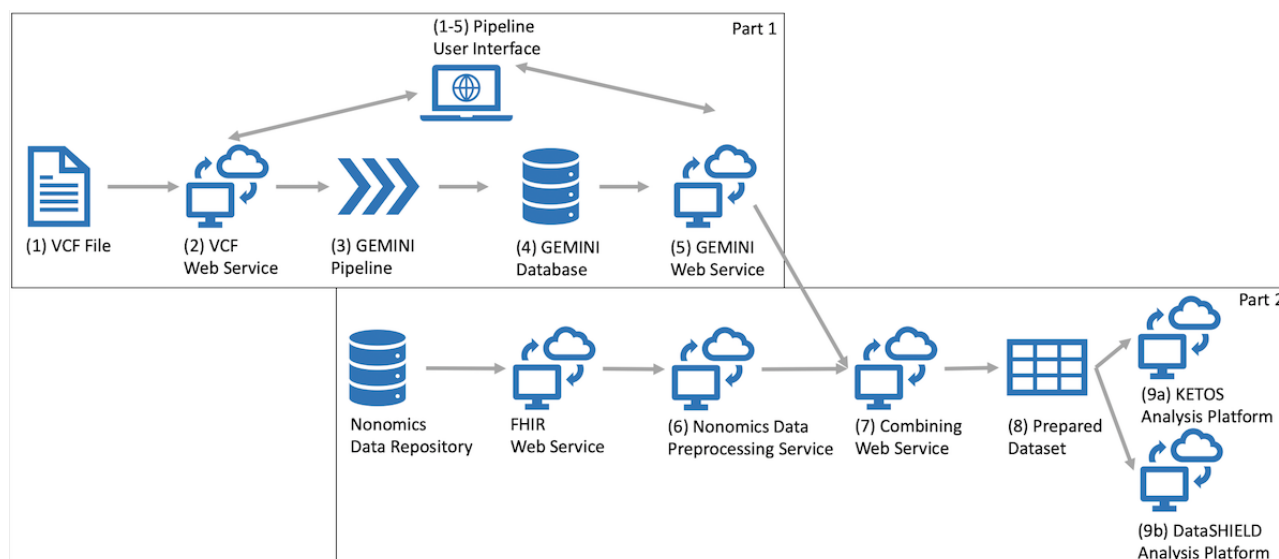 (1-5) Pipeline
User Interface
Part 1
(1) VCF File
(2) VCF
Web Service
(3) GEMINI
Pipeline
(4) GEMINI
Database
(5) GEMINI
Web Service
Part 2
Nonomics
Data Repository
FHIR
Web Service
(6) Nonomics Data
Preprocessing Service
(7) Combining
Web Service
(8) Prepared
Dataset
(9a) KETOS
Analysis Platform
(9b) DataSHIELD
Analysis Platform